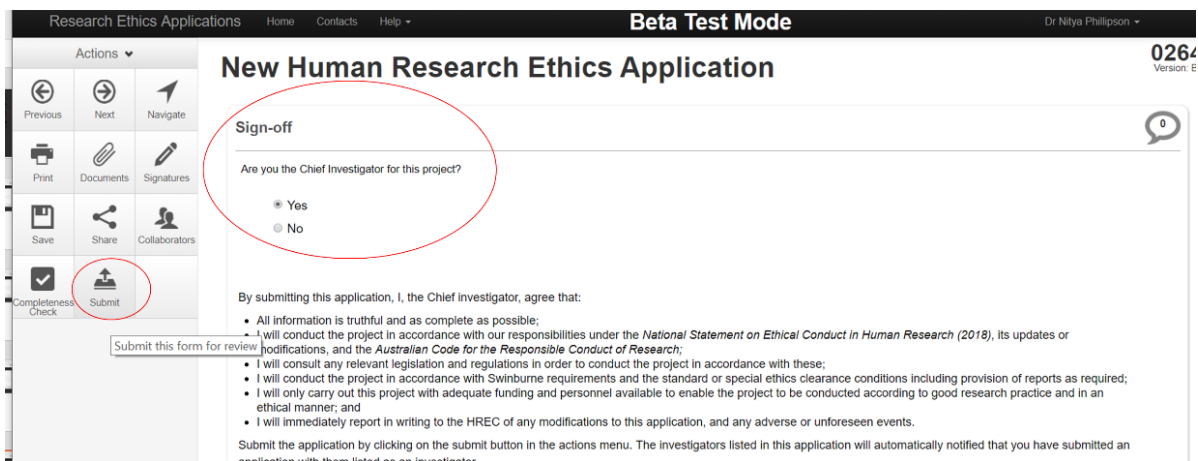 Research Ethics Applications Home Contacts Help Beta Test Mode Dr Nitya Phillipson
Actions
Previous Next Navigate
Print Documents Signatures
Save Share Collaborators
Completeness Check Submit
Submit this form for review
New Human Research Ethics Application
0264
Version: B
Sign-off
0
Are you the Chief Investigator for this project?
Yes
No
By submitting this application, I, the Chief investigator, agree that:
• All information is truthful and as complete as possible;
• I will conduct the project in accordance with our responsibilities under the National Statement on Ethical Conduct in Human Research (2018), its updates or
modifications, and the Australian Code for the Responsible Conduct of Research;
• I will consult any relevant legislation and regulations in order to conduct the project in accordance with these;
• I will conduct the project in accordance with Swinburne requirements and the standard or special ethics clearance conditions including provision of reports as required;
• I will only carry out this project with adequate funding and personnel available to enable the project to be conducted according to good research practice and in an
ethical manner; and
• I will immediately report in writing to the HREC of any modifications to this application, and any adverse or unforeseen events.
Submit the application by clicking on the submit button in the actions menu. The investigators listed in this application will automatically notified that you have submitted an
application with them listed as an investigator